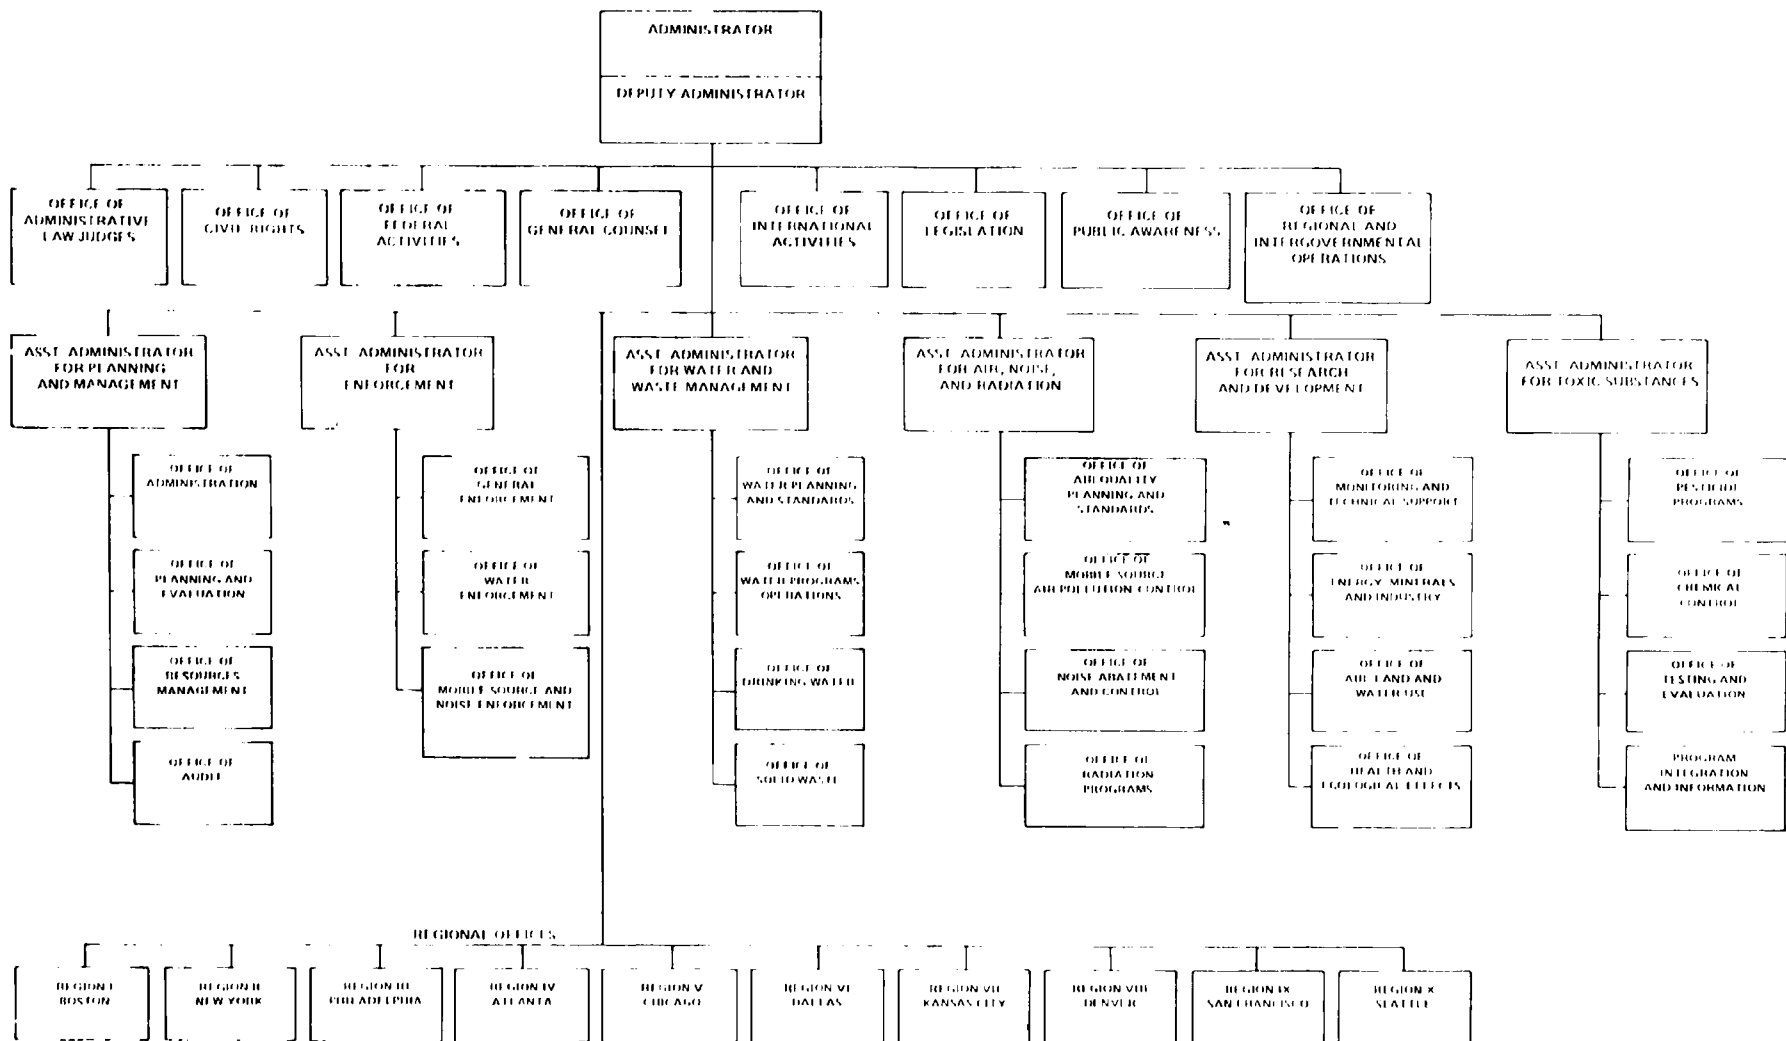 ADMINISTRATOR
DEPUTY ADMINISTRATOR
OFFICE OF
ADMINISTRATIVE
LAW JUDGES
OFFICE OF
CIVIL RIGHTS
OFFICE OF
FEDERAL
ACTIVITIES
OFFICE OF
GENERAL COUNSEL
OFFICE OF
INTERNATIONAL
ACTIVITIES
OFFICE OF
LEGISLATION
OFFICE OF
PUBLIC AWARENESS
OFFICE OF
REGIONAL AND
INTERGOVERNMENTAL
OPERATIONS
ASST. ADMINISTRATOR
FOR PLANNING
AND MANAGEMENT
ASST. ADMINISTRATOR
FOR
ENFORCEMENT
ASST. ADMINISTRATOR
FOR WATER AND
WASTE MANAGEMENT
ASST. ADMINISTRATOR
FOR AIR, NOISE,
AND RADIATION
ASST. ADMINISTRATOR
FOR RESEARCH
AND DEVELOPMENT
ASST. ADMINISTRATOR
FOR TOXIC SUBSTANCES
OFFICE OF
ADMINISTRATION
OFFICE OF
PLANNING AND
EVALUATION
OFFICE OF
RESOURCES
MANAGEMENT
OFFICE OF
AUDIT
OFFICE OF
GENERAL
ENFORCEMENT
OFFICE OF
WATER
ENFORCEMENT
OFFICE OF
MOBILE SOURCE AND
NOISE ENFORCEMENT
OFFICE OF
WATER PLANNING
AND STANDARDS
OFFICE OF
WATER PROGRAMS
OPERATIONS
OFFICE OF
DRINKING WATER
OFFICE OF
SOLID WASTE
OFFICE OF
AIR QUALITY
PLANNING AND
STANDARDS
OFFICE OF
MOBILE SOURCE
AIR POLLUTION CONTROL
OFFICE OF
NOISE ABATEMENT
AND CONTROL
OFFICE OF
RADIATION
PROGRAMS
OFFICE OF
MONITORING AND
TECHNICAL SUPPORT
OFFICE OF
ENERGY, MINERALS
AND INDUSTRY
OFFICE OF
AIR, LAND AND
WATER USE
OFFICE OF
HEALTH AND
ECOLOGICAL EFFECTS
OFFICE OF
PESTICIDE
PROGRAMS
OFFICE OF
CHEMICAL
CONTROL
OFFICE OF
TESTING AND
EVALUATION
PROGRAM
INTEGRATION
AND INFORMATION
REGIONAL OFFICES
REGION I
BOSTON
REGION II
NEW YORK
REGION III
PHILADELPHIA
REGION IV
ATLANTA
REGION V
CHICAGO
REGION VI
DALLAS
REGION VII
KANSAS CITY
REGION VIII
DENVER
REGION IX
SAN FRANCISCO
REGION X
SEATTLE